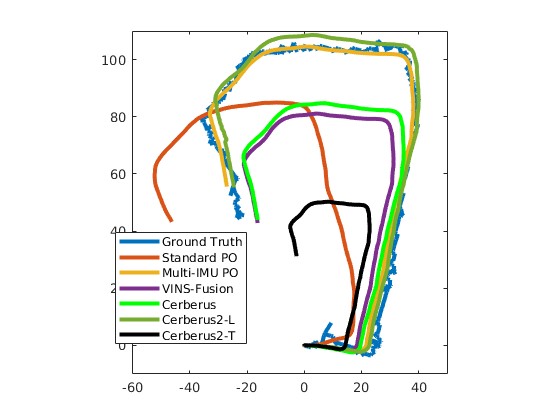 100
80
60
40
2
0
Ground Truth
Standard PO
Multi-IMU PO
VINS-Fusion
Cerberus
Cerberus2-L
Cerberus2-T
-60 -40 -20 0 20 40